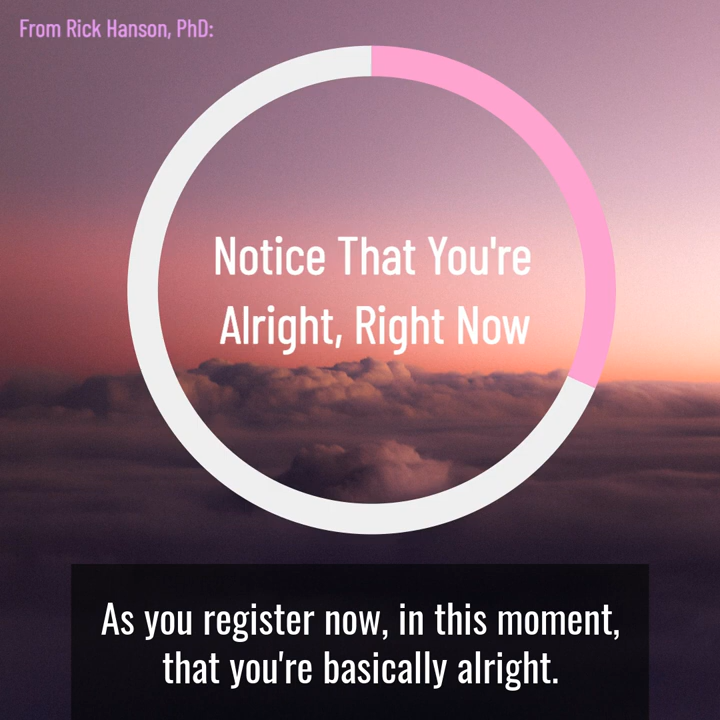 From Rick Hanson, PhD:
Notice That You're
Alright, Right Now
As you register now, in this moment,
that you're basically alright.